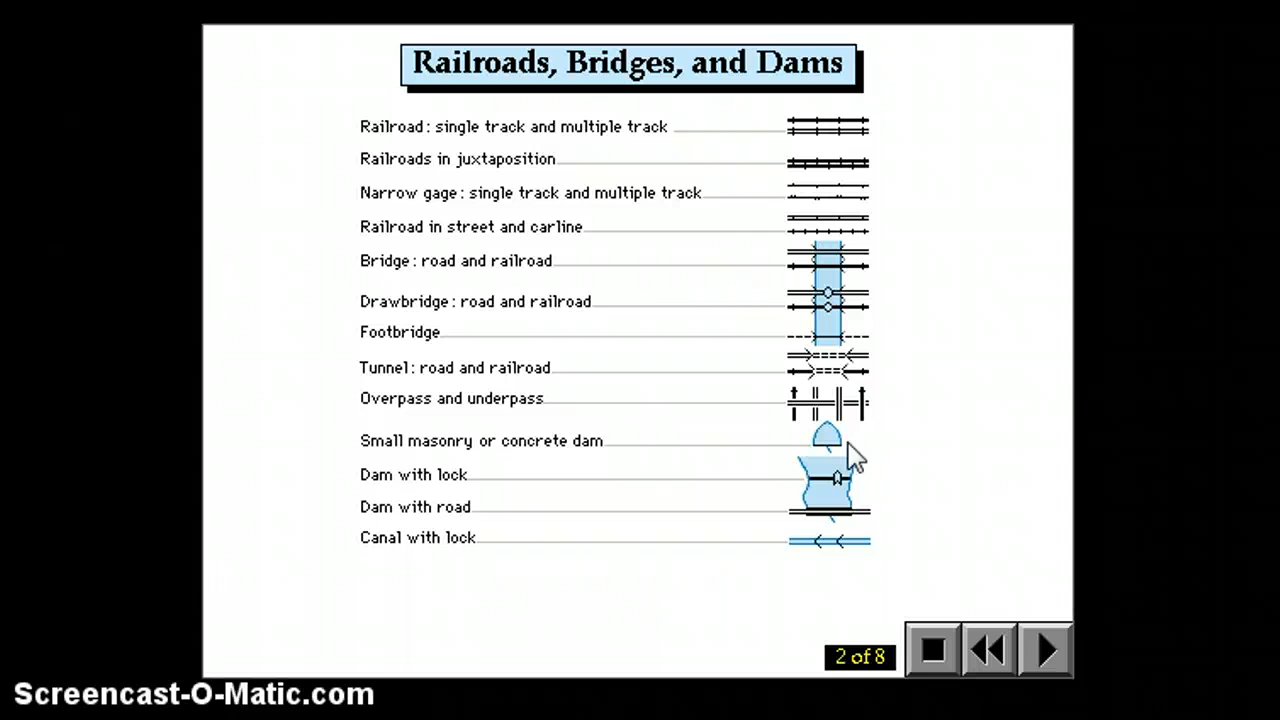 Railroads, Bridges, and Dams
Railroad: single track and multiple track
Railroads in juxtaposition
Narrow gage: single track and multiple track
Railroad in street and carline
Bridge: road and railroad
Drawbridge: road and railroad
Footbridge
Tunnel: road and railroad
Overpass and underpass
Small masonry or concrete dam
Dam with lock
Dam with road
Canal with lock
2 of 8
Screencast-O-Matic.com